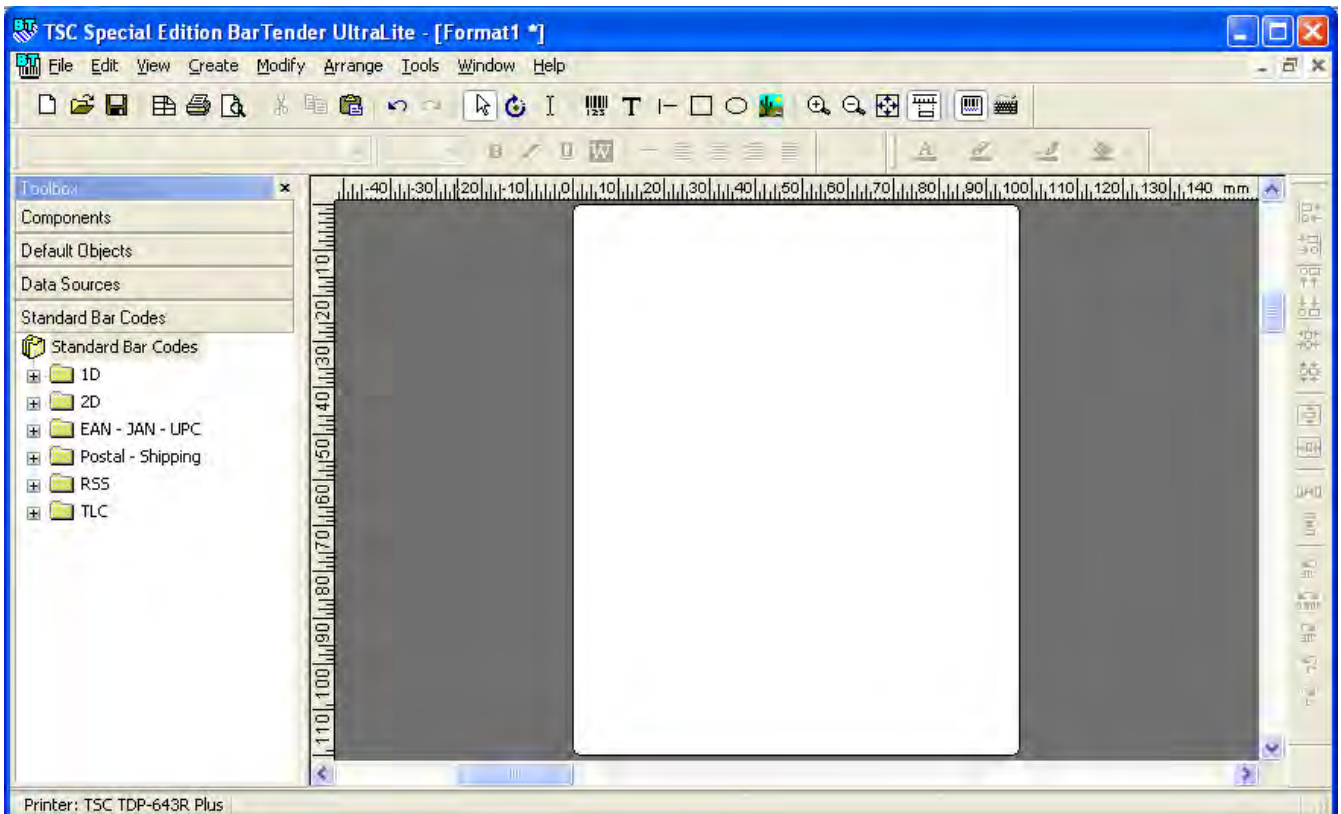 TSC Special Edition BarTender UltraLite - [Format1 *]
File Edit View Create Modify Arrange Tools Window Help
123 T
B I U W A
Toolbox
-40 -30 -20 -10 0 10 20 30 40 50 60 70 80 90 100 110 120 130 140 mm
Components
Default Objects
Data Sources
Standard Bar Codes
Standard Bar Codes
1D
2D
EAN - JAN - UPC
Postal - Shipping
RSS
TLC
10 20 30 40 50 60 70 80 90 100 110
Printer: TSC TDP-643R Plus